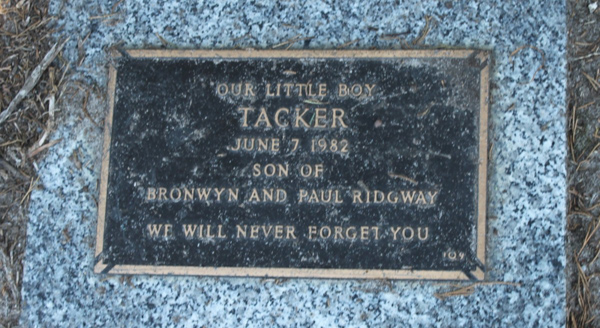 OUR LITTLE BOY
TACKER
JUNE 7 1982
SON OF
BRONWYN AND PAUL RIDGWAY
WE WILL NEVER FORGET YOU